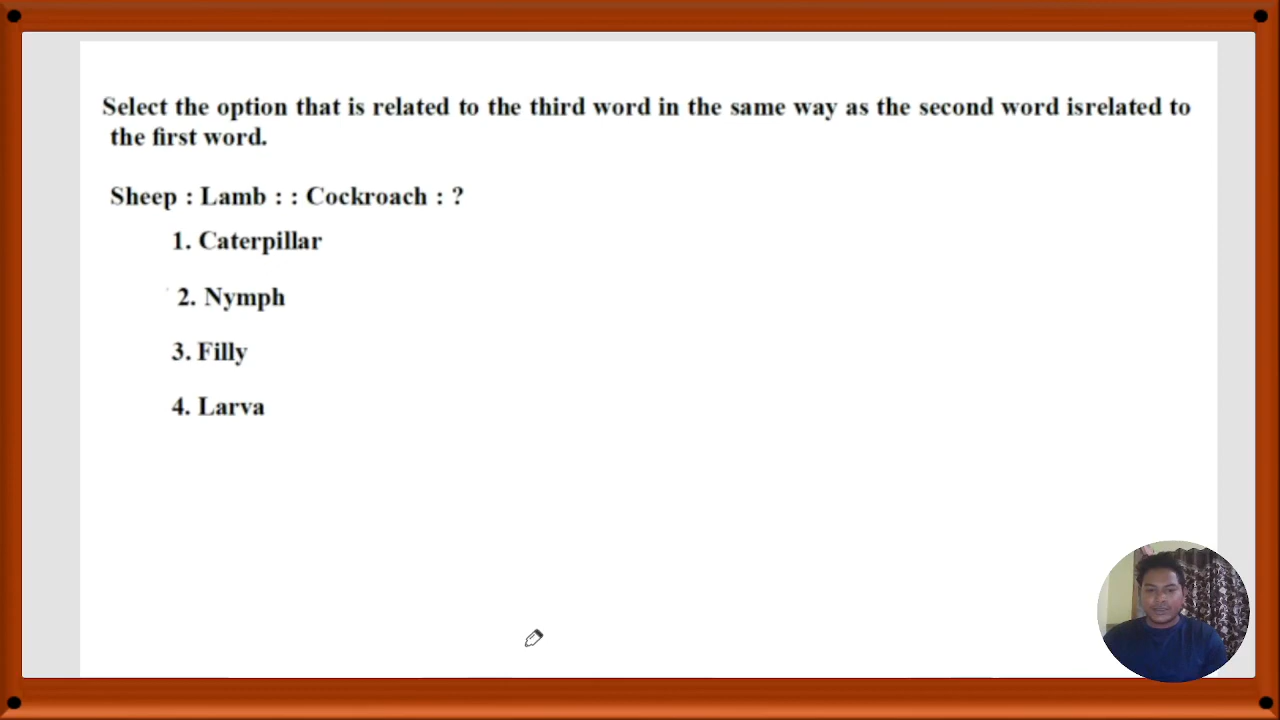 Select the option that is related to the third word in the same way as the second word isrelated to
the first word.
Sheep : Lamb : : Cockroach : ?
1. Caterpillar
2. Nymph
3. Filly
4. Larva